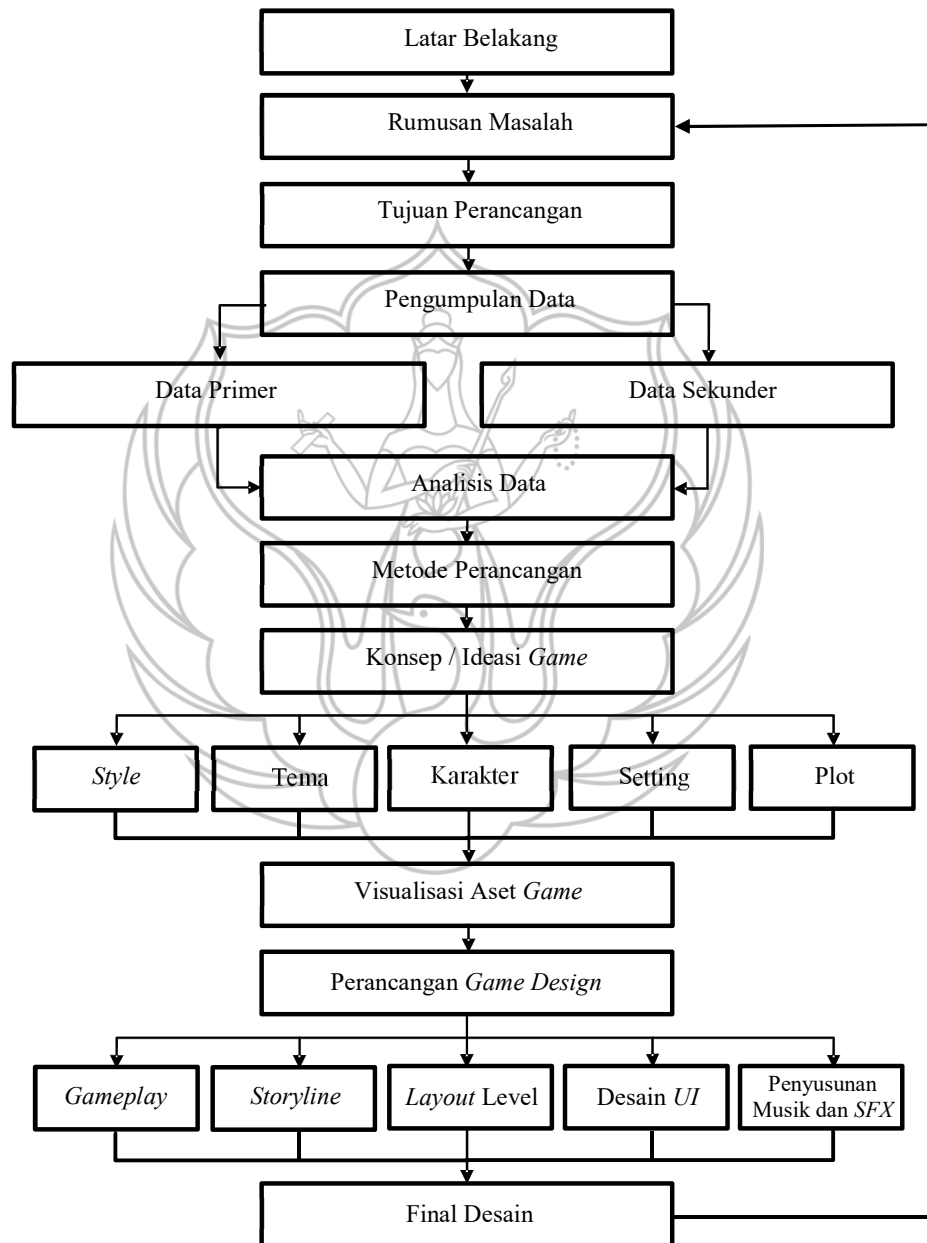 Latar Belakang
Rumusan Masalah
Tujuan Perancangan
Pengumpulan Data
Data Primer
Data Sekunder
Analisis Data
Metode Perancangan
Konsep / Ideasi Game
Style
Tema
Karakter
Setting
Plot
Visualisasi Aset Game
Perancangan Game Design
Gameplay
Storyline
Layout Level
Desain UI
Penyusunan
Musik dan SFX
Final Desain